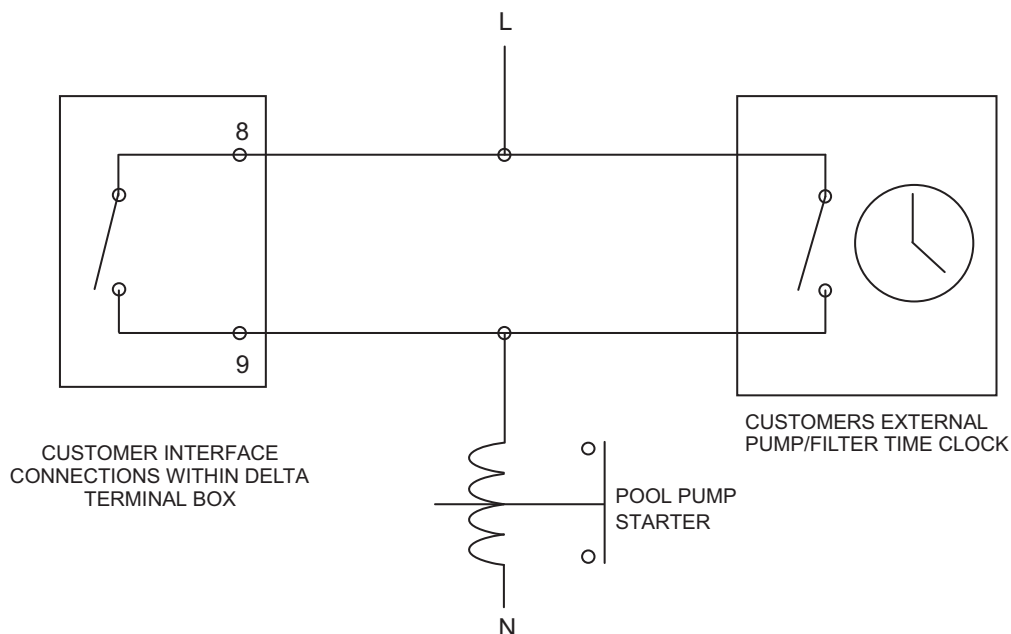 L
8
9
CUSTOMER INTERFACE
CONNECTIONS WITHIN DELTA
TERMINAL BOX
CUSTOMERS EXTERNAL
PUMP/FILTER TIME CLOCK
POOL PUMP
STARTER
N